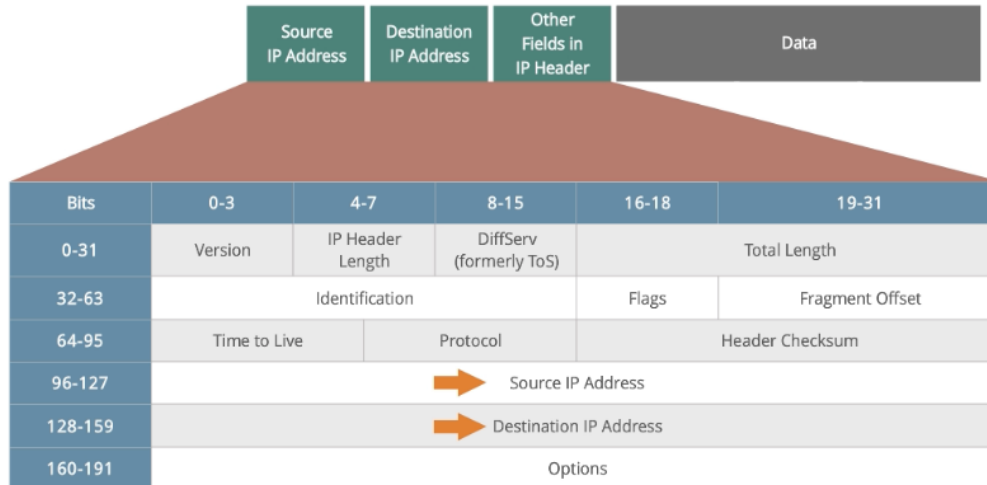 Source
IP Address
Destination
IP Address
Other
Fields in
IP Header
Data
Bits 0-3 4-7 8-15 16-18 19-31
0-31 Version IP Header Length DiffServ (formerly ToS) Total Length
32-63 Identification Flags Fragment Offset
64-95 Time to Live Protocol Header Checksum
96-127 Source IP Address
128-159 Destination IP Address
160-191 Options